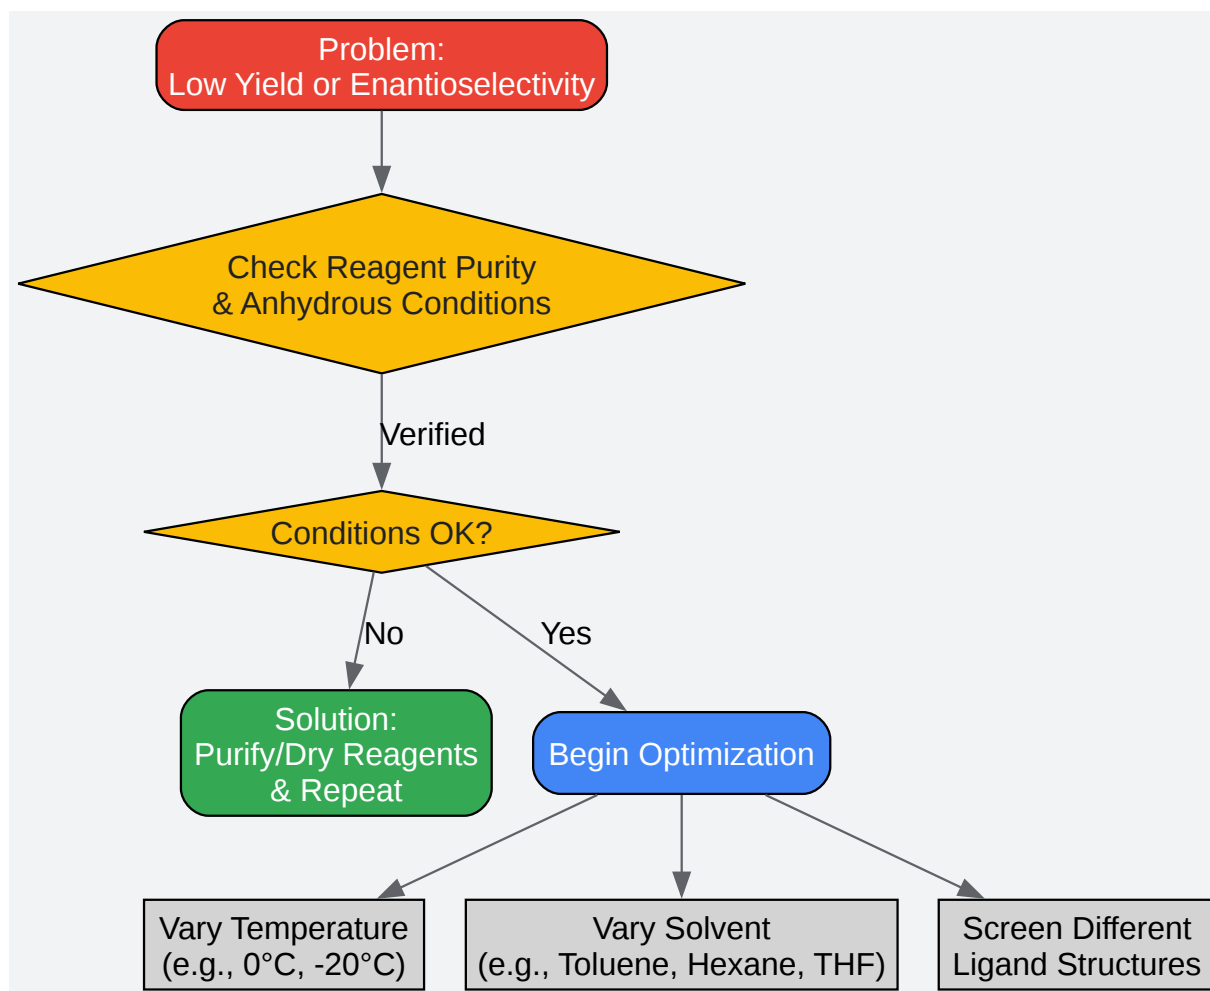 Problem:
Low Yield or Enantioselectivity
Check Reagent Purity
& Anhydrous Conditions
Verified
Conditions OK?
No
Yes
Solution:
Purify/Dry Reagents
& Repeat
Begin Optimization
Vary Temperature
(e.g., 0°C, -20°C)
Vary Solvent
(e.g., Toluene, Hexane, THF)
Screen Different
Ligand Structures